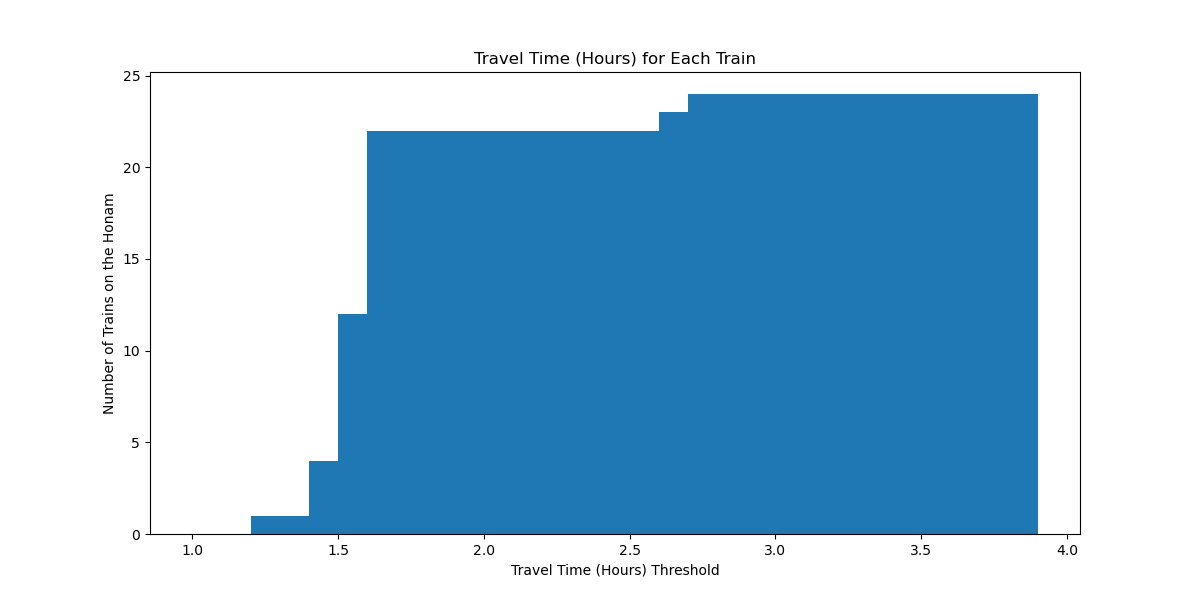 Travel Time (Hours) for Each Train
25
20
15
10
5
0
Number of Trains on the Honam
1.0 1.5 2.0 2.5 3.0 3.5 4.0
Travel Time (Hours) Threshold